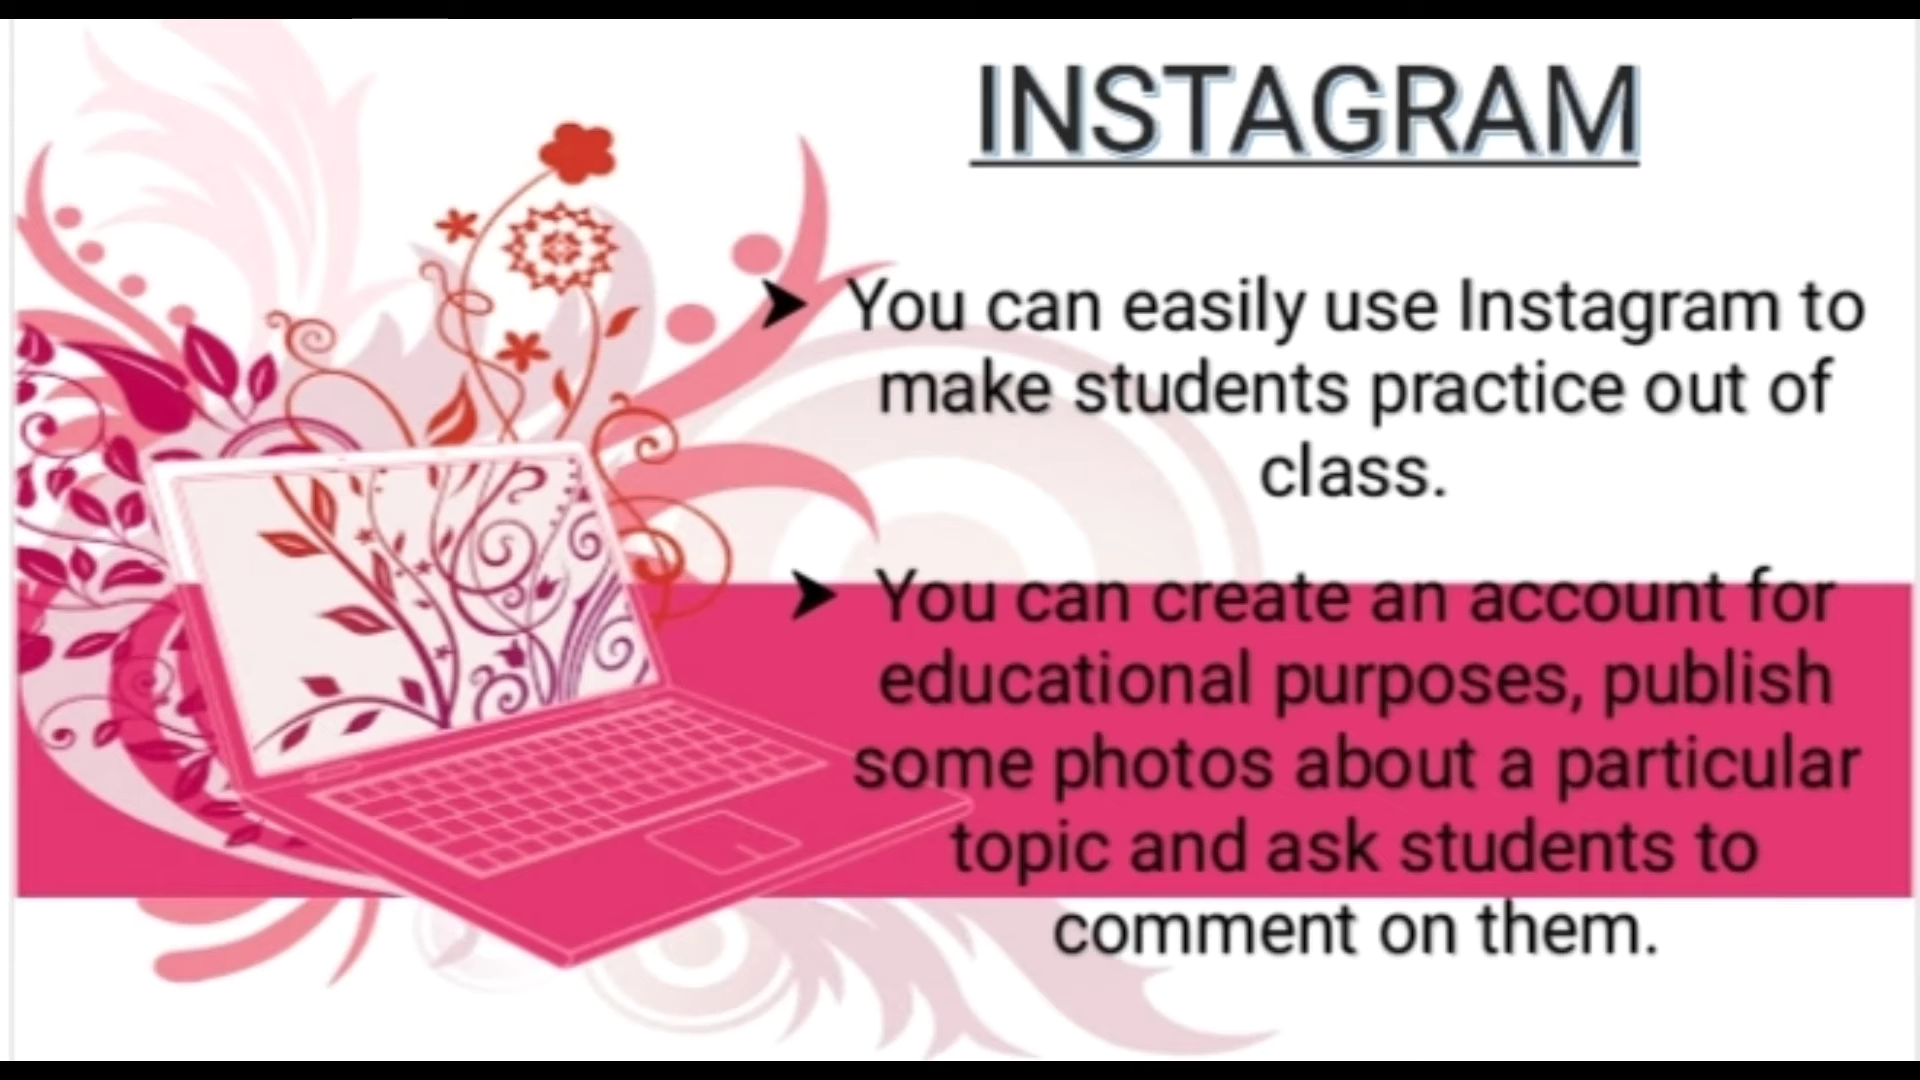 INSTAGRAM
➤ You can easily use Instagram to
make students practice out of
class.
➤ You can create an account for
educational purposes, publish
some photos about a particular
topic and ask students to
comment on them.